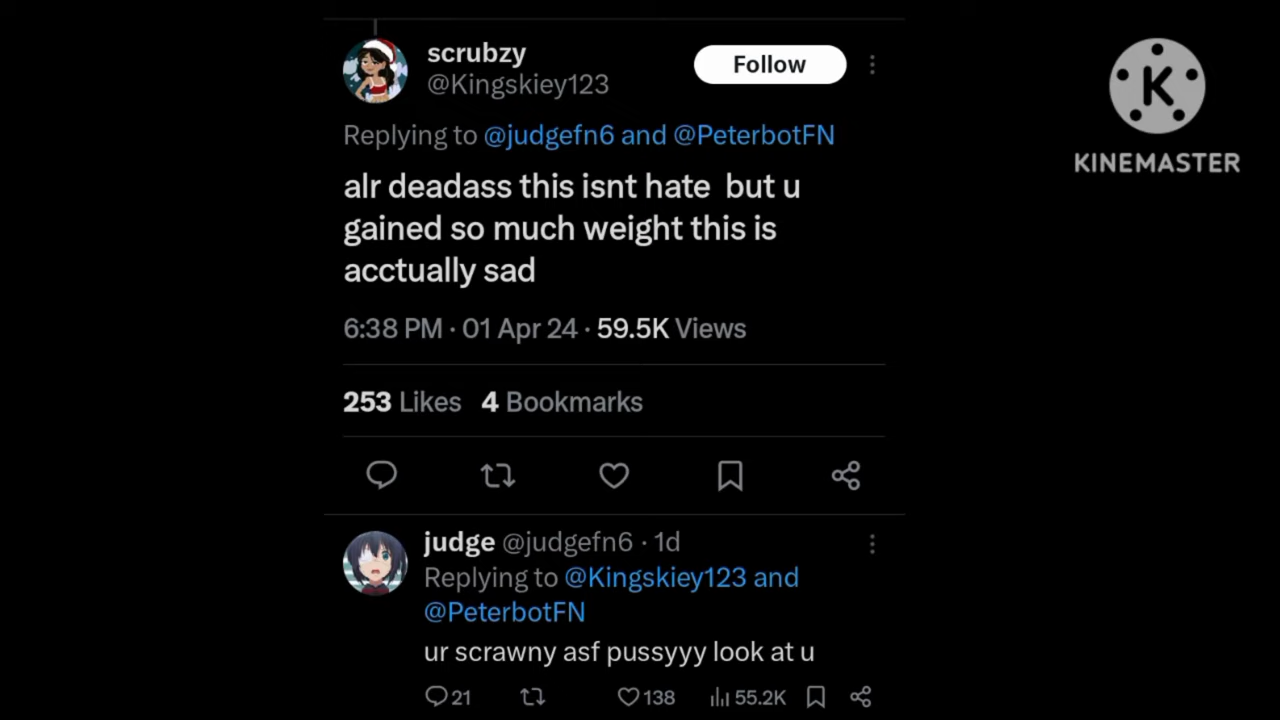 scrubzy
@Kingskiey123
Follow
Replying to @judgefn6 and @PeterbotFN
alr deadass this isnt hate  but u
gained so much weight this is
acctually sad
6:38 PM · 01 Apr 24 · 59.5K Views
253 Likes 4 Bookmarks
judge @judgefn6 · 1d
Replying to @Kingskiey123 and
@PeterbotFN
ur scrawny asf pussyyy look at u
21 138 55.2K
K
KINEMASTER